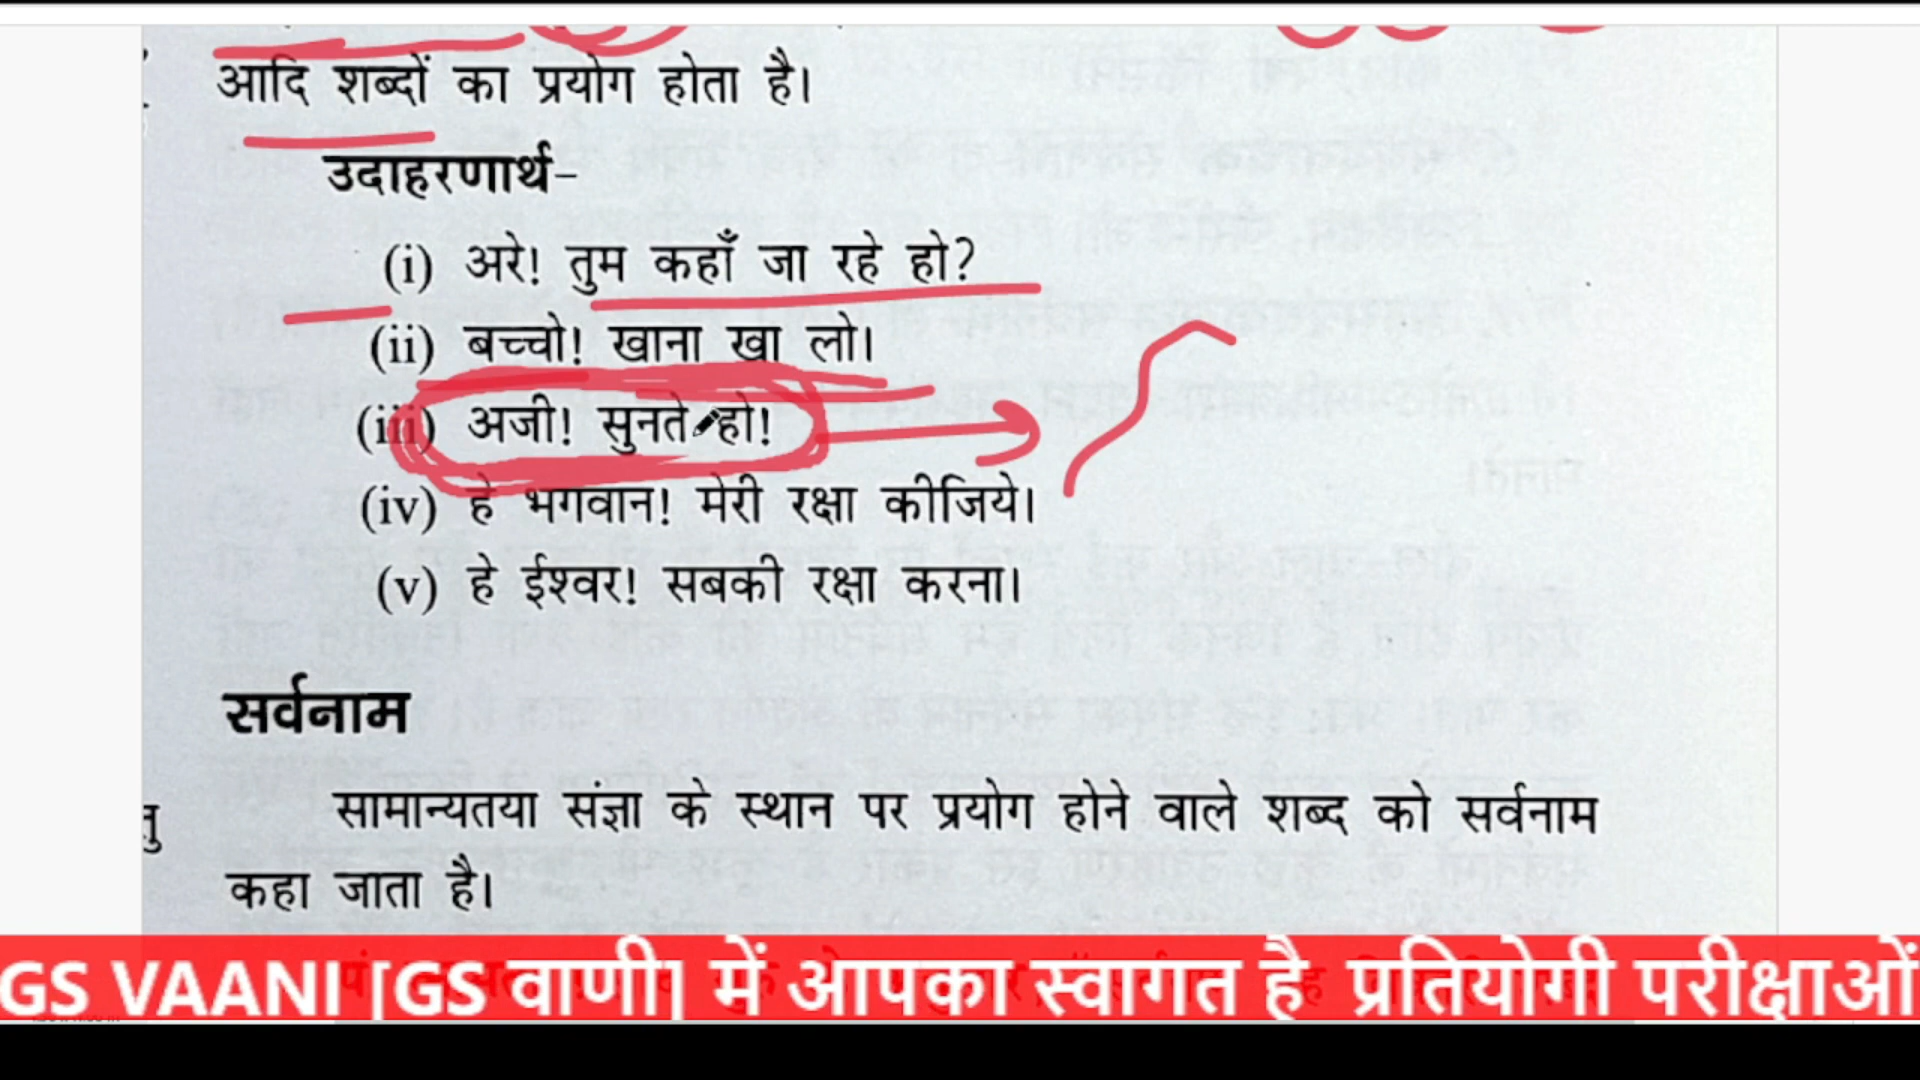 आदि शब्दों का प्रयोग होता है।
उदाहरणार्थ–
(i) अरे! तुम कहाँ जा रहे हो?
(ii) बच्चो! खाना खा लो।
(iii) अजी! सुनते हो!
(iv) हे भगवान! मेरी रक्षा कीजिये।
(v) हे ईश्वर! सबकी रक्षा करना।
सर्वनाम
सामान्यतया संज्ञा के स्थान पर प्रयोग होने वाले शब्द को सर्वनाम
कहा जाता है।
GS VAANI [GS वाणी] में आपका स्वागत है प्रतियोगी परीक्षाओं